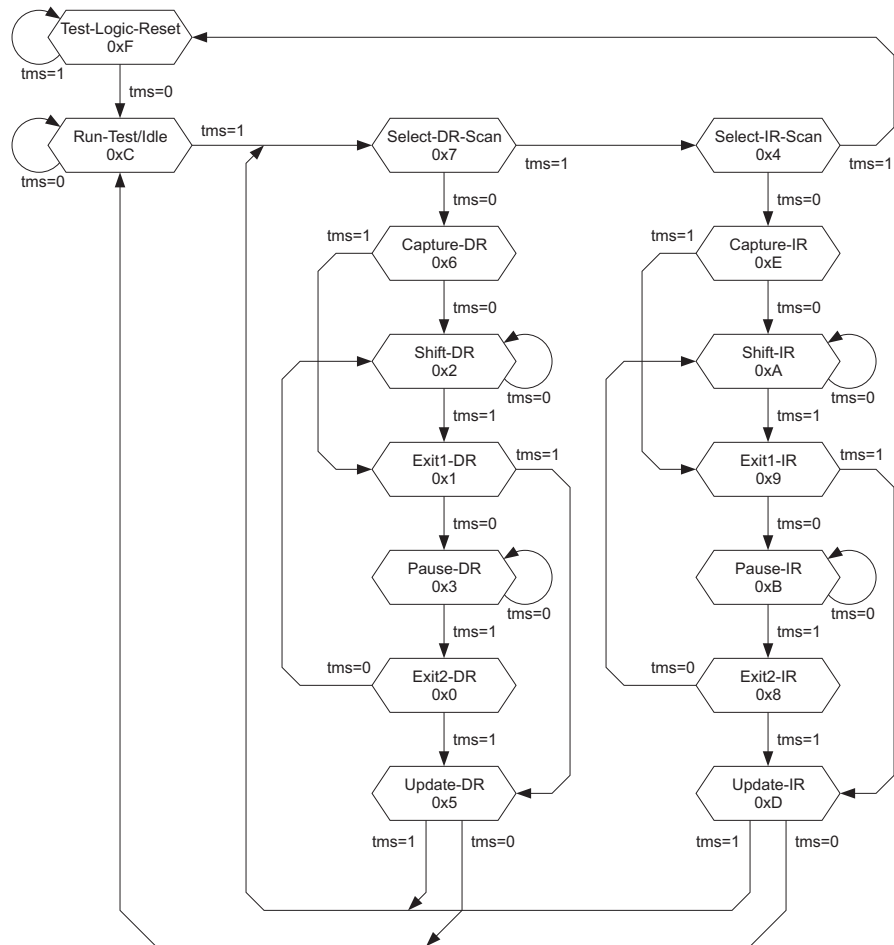 Test-Logic-Reset
0xF
tms=1
tms=0
Run-Test/Idle
0xC
tms=1
Select-DR-Scan
0x7
Select-IR-Scan
0x4
tms=0
tms=1
tms=1
tms=0
tms=0
tms=1
Capture-DR
0x6
tms=1
Capture-IR
0xE
tms=0
tms=0
Shift-DR
0x2
Shift-IR
0xA
tms=0
tms=0
tms=1
tms=1
Exit1-DR
0x1
tms=1
Exit1-IR
0x9
tms=1
tms=0
tms=0
Pause-DR
0x3
Pause-IR
0xB
tms=0
tms=0
tms=1
tms=1
tms=0
Exit2-DR
0x0
tms=0
Exit2-IR
0x8
tms=1
tms=1
Update-DR
0x5
Update-IR
0xD
tms=1
tms=0
tms=1
tms=0